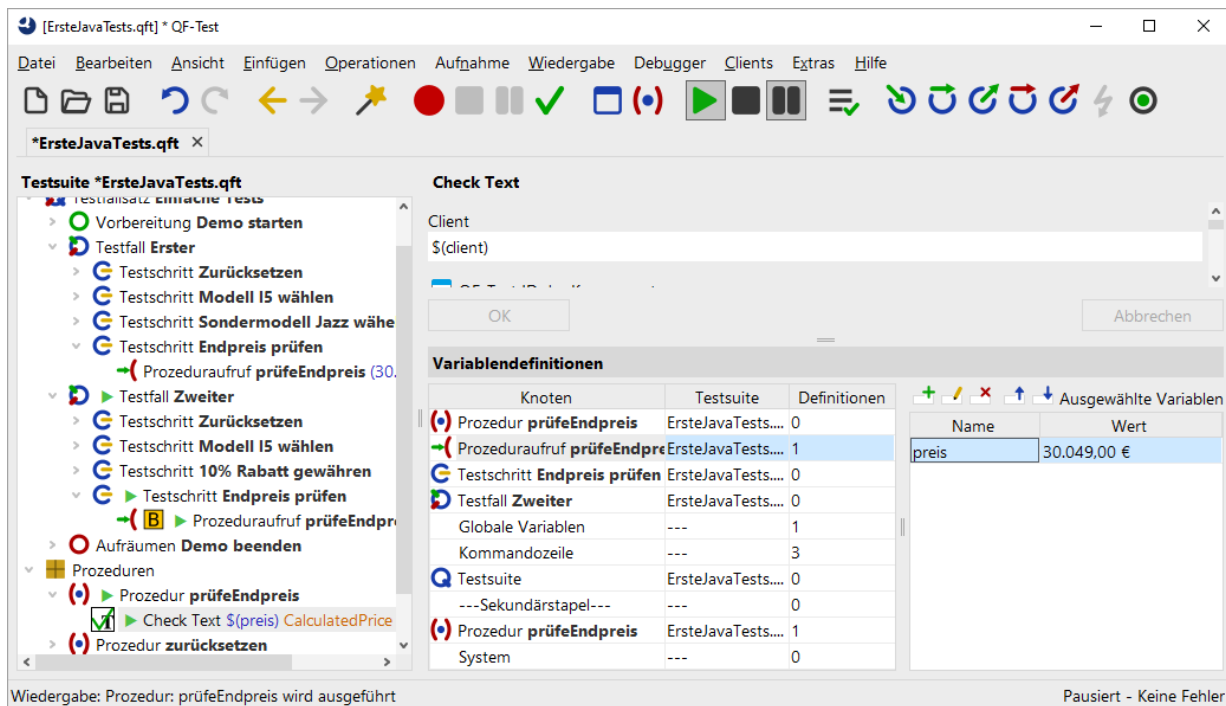 [ErsteJavaTests.qft] * QF-Test
Datei Bearbeiten Ansicht Einfügen Operationen Aufnahme Wiedergabe Debugger Clients Extras Hilfe
*ErsteJavaTests.qft
Testsuite *ErsteJavaTests.qft
Testfallsatz Einfache Tests
Vorbereitung Demo starten
Testfall Erster
Testschritt Zurücksetzen
Testschritt Modell I5 wählen
Testschritt Sondermodell Jazz wähe
Testschritt Endpreis prüfen
Prozeduraufruf prüfeEndpreis (30.
Testfall Zweiter
Testschritt Zurücksetzen
Testschritt Modell I5 wählen
Testschritt 10% Rabatt gewähren
Testschritt Endpreis prüfen
B Prozeduraufruf prüfeEndpr
Aufräumen Demo beenden
Prozeduren
Prozedur prüfeEndpreis
Check Text $(preis) CalculatedPrice
Prozedur zurücksetzen
Check Text
Client
$(client)
OK Abbrechen
Variablendefinitionen
Knoten Testsuite Definitionen
Prozedur prüfeEndpreis ErsteJavaTests.... 0
Prozeduraufruf prüfeEndpre ErsteJavaTests.... 1
Testschritt Endpreis prüfen ErsteJavaTests.... 0
Testfall Zweiter ErsteJavaTests.... 0
Globale Variablen --- 1
Kommandozeile --- 3
Testsuite ErsteJavaTests.... 0
---Sekundärstapel--- --- 0
Prozedur prüfeEndpreis ErsteJavaTests.... 1
System --- 0
Ausgewählte Variablen
Name Wert
preis 30.049,00 €
Wiedergabe: Prozedur: prüfeEndpreis wird ausgeführt
Pausiert - Keine Fehler